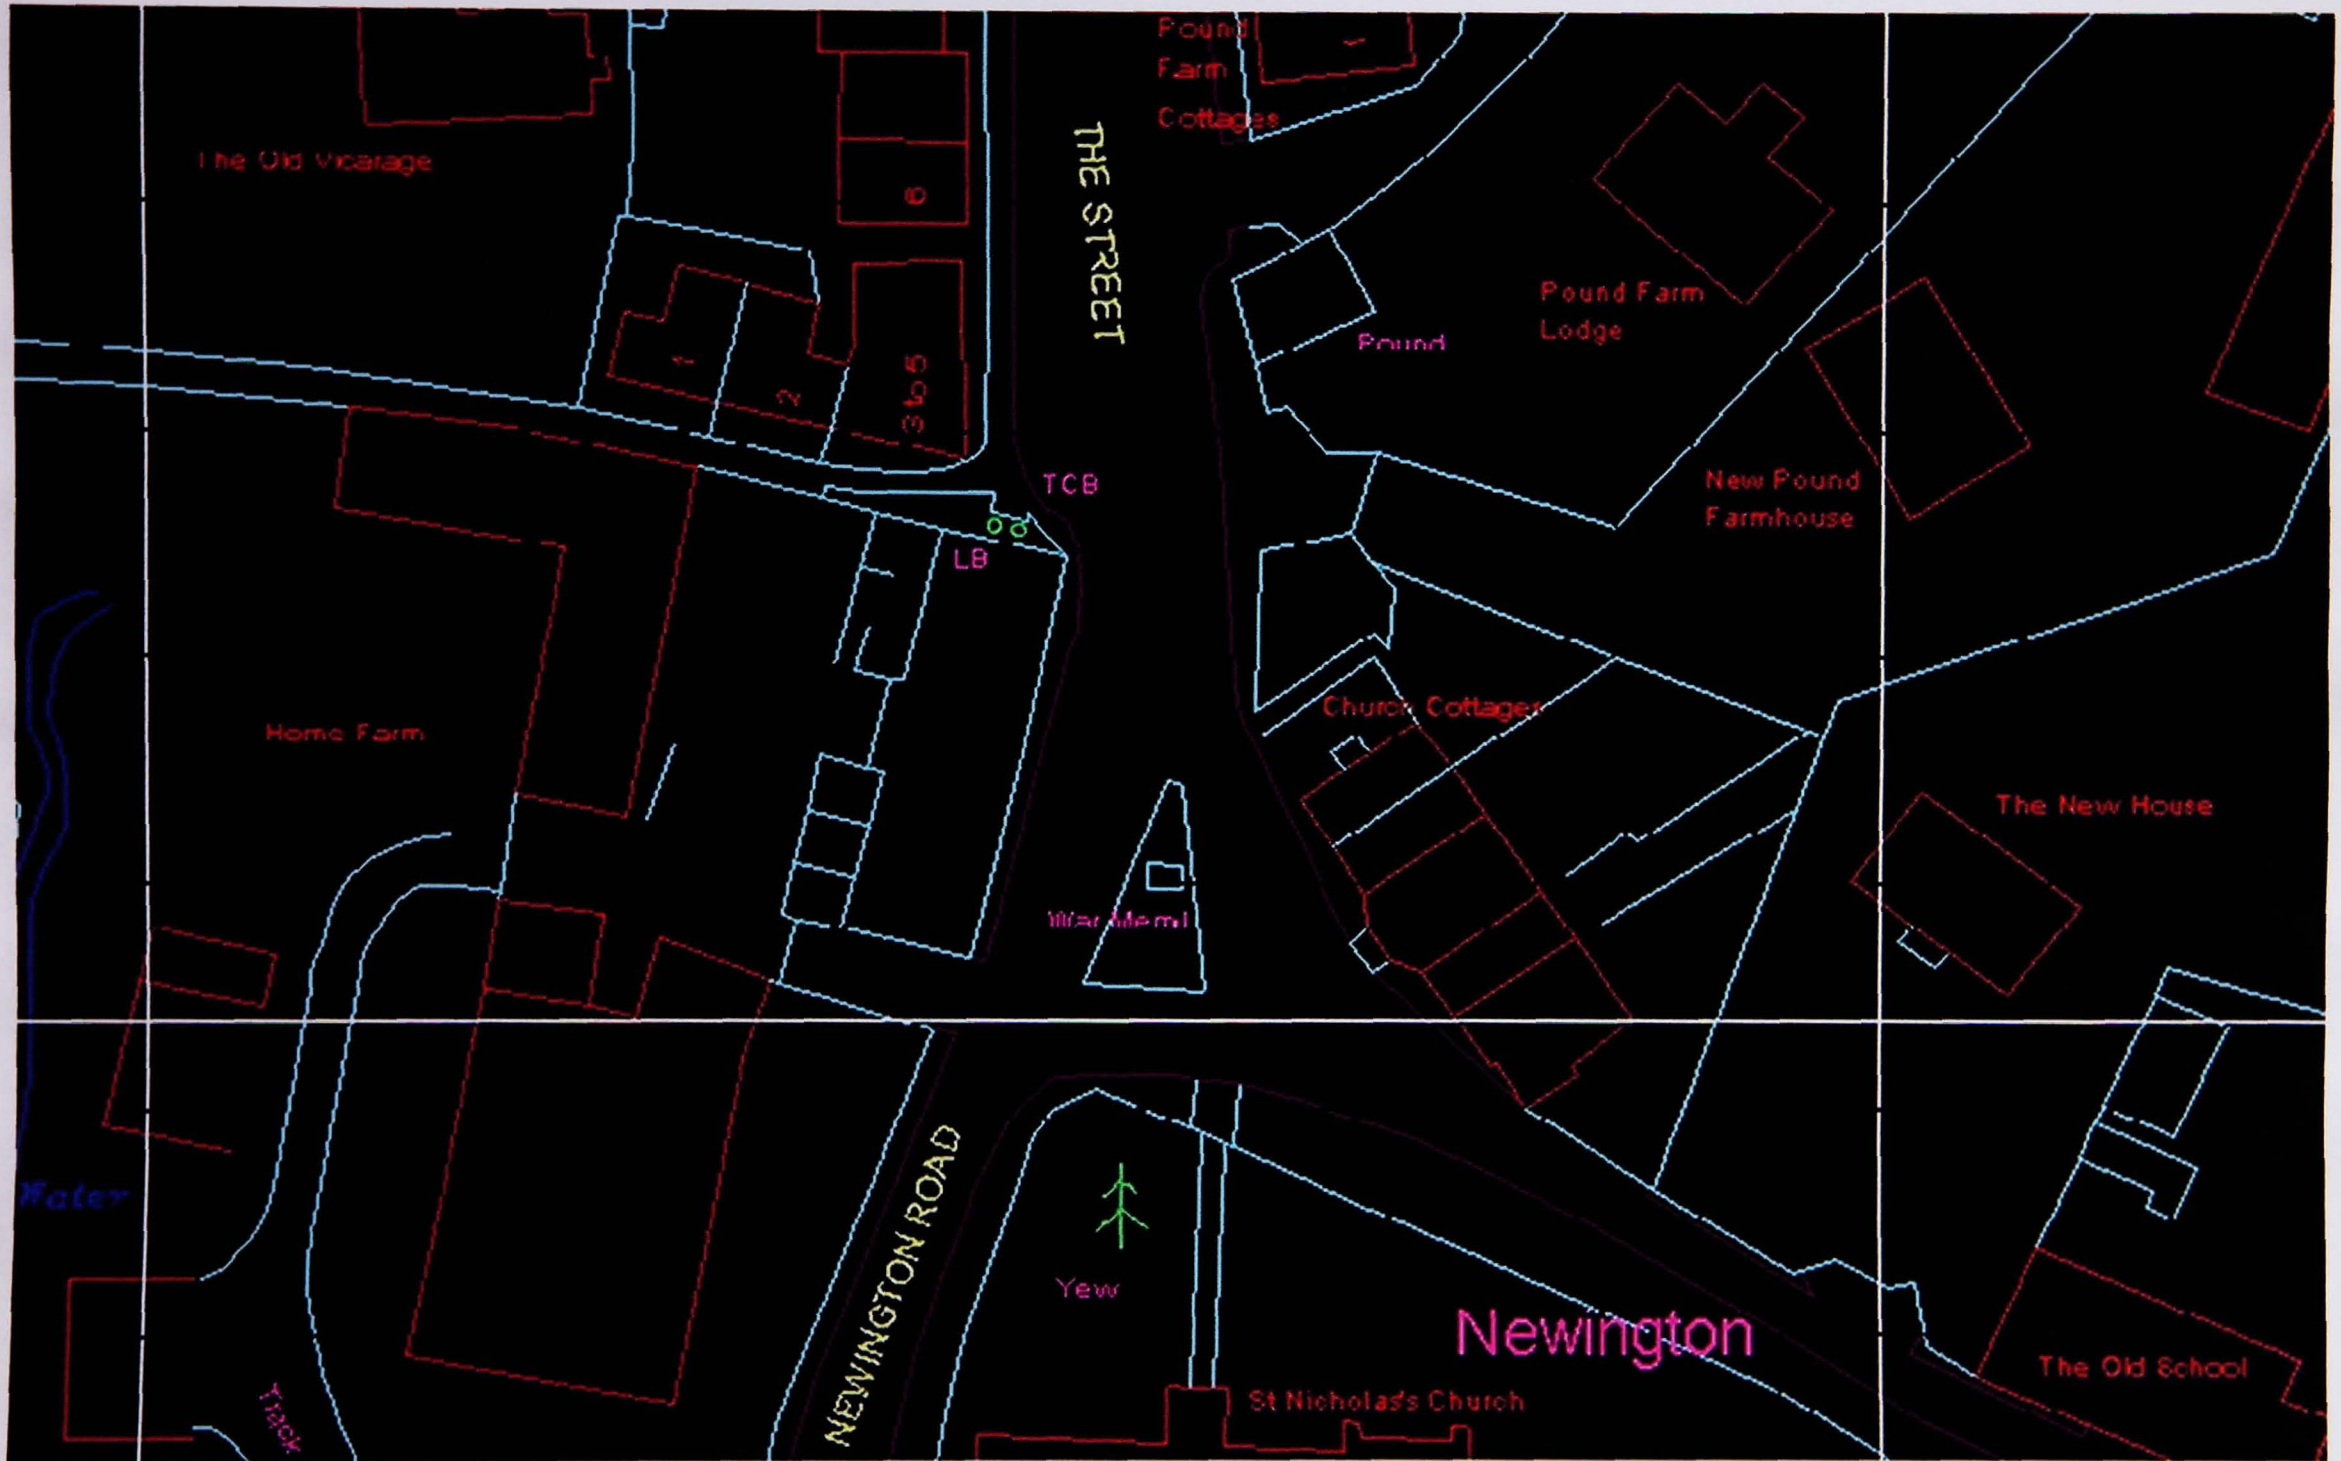 Pound
Farm
Cottages
1
The Old Vicarage
6
THE STREET
Pound Farm
Lodge
Pound
1
2
3 to 5
TCB
New Pound
Farmhouse
LB
Church Cottages
Home Farm
The New House
War Meml
Water
NEWINGTON ROAD
Yew
Newington
The Old School
St Nicholas's Church
Track